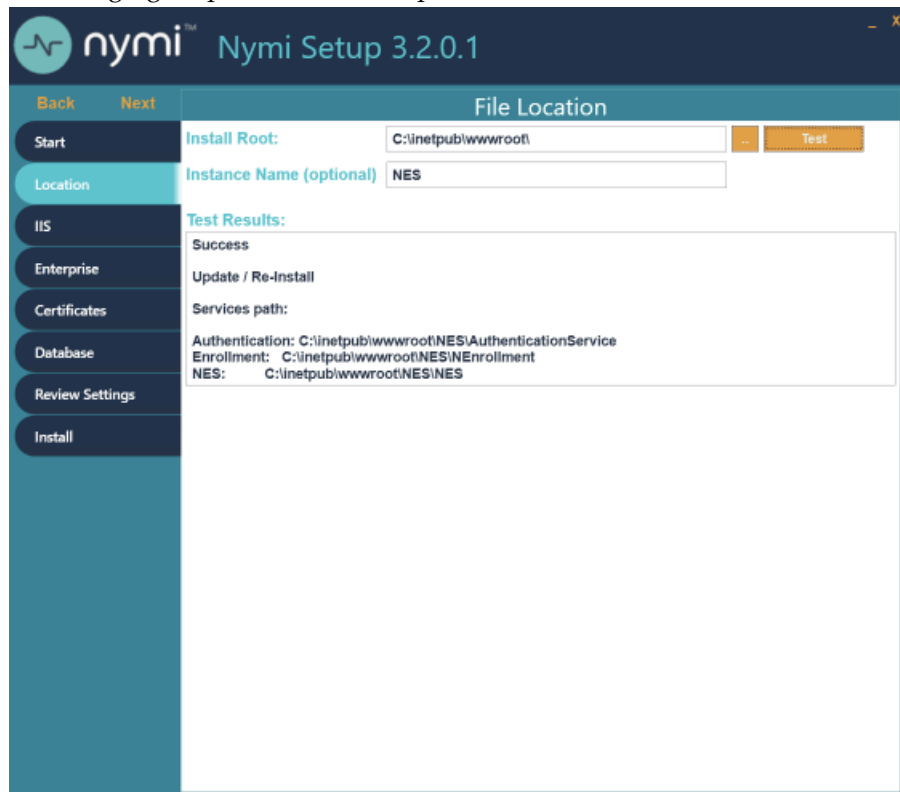 nymi™ Nymi Setup 3.2.0.1
_ x
Back Next
File Location
Start
Install Root: C:\inetpub\wwwroot\ .. Test
Location
Instance Name (optional) NES
IIS
Test Results:
Success
Enterprise
Update / Re-Install
Certificates
Services path:
Database
Authentication: C:\inetpub\wwwroot\NES\AuthenticationService
Enrollment: C:\inetpub\wwwroot\NES\NEnrollment
NES: C:\inetpub\wwwroot\NES\NES
Review Settings
Install